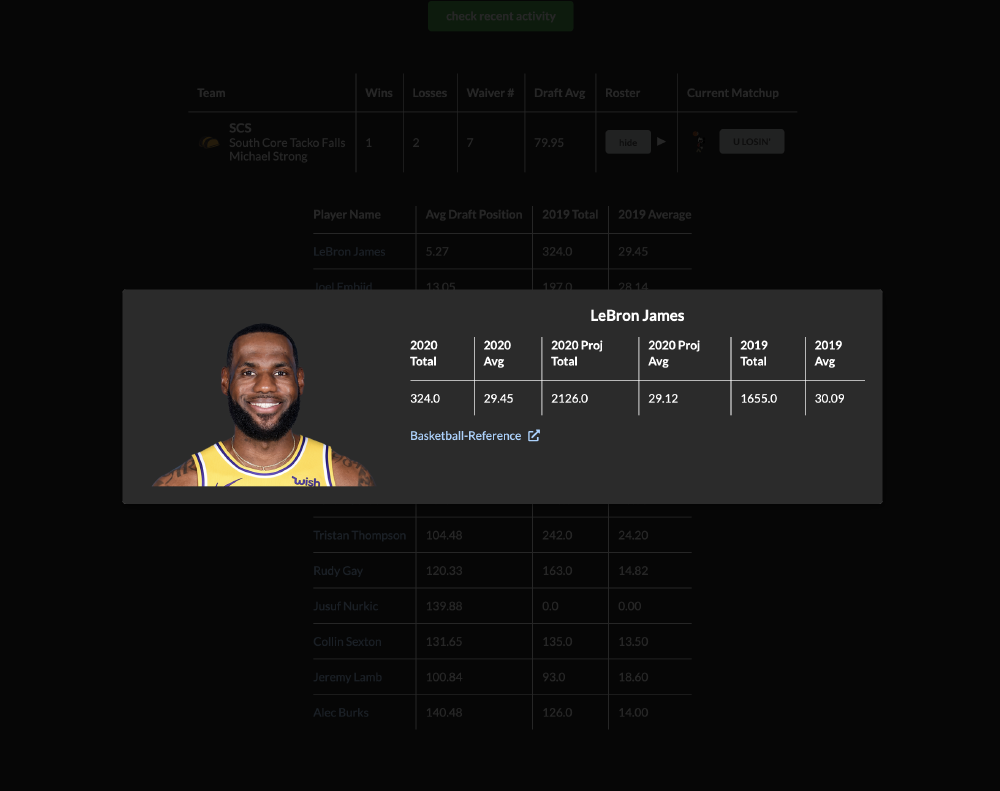 check recent activity
Team Wins Losses Waiver # Draft Avg Roster Current Matchup
SCS
South Core Tacko Falls 1 2 7 79.95 hide U LOSIN'
Michael Strong
Player Name Avg Draft Position 2019 Total 2019 Average
LeBron James 5.27 324.0 29.45
Joel Embiid 13.05 197.0 28.14
LeBron James
2020 2020 2020 Proj 2020 Proj 2019 2019
Total Avg Total Avg Total Avg
324.0 29.45 2126.0 29.12 1655.0 30.09
Basketball-Reference
wish
Tristan Thompson 104.48 242.0 24.20
Rudy Gay 120.33 163.0 14.82
Jusuf Nurkic 139.88 0.0 0.00
Collin Sexton 131.65 135.0 13.50
Jeremy Lamb 100.84 93.0 18.60
Alec Burks 140.48 126.0 14.00